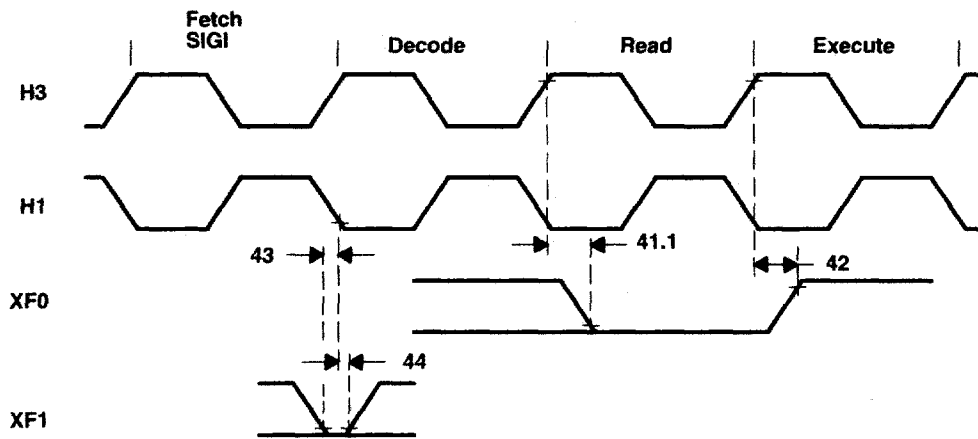 Fetch
SIGI
Decode
Read
Execute
H3
H1
43
41.1
42
XF0
44
XF1